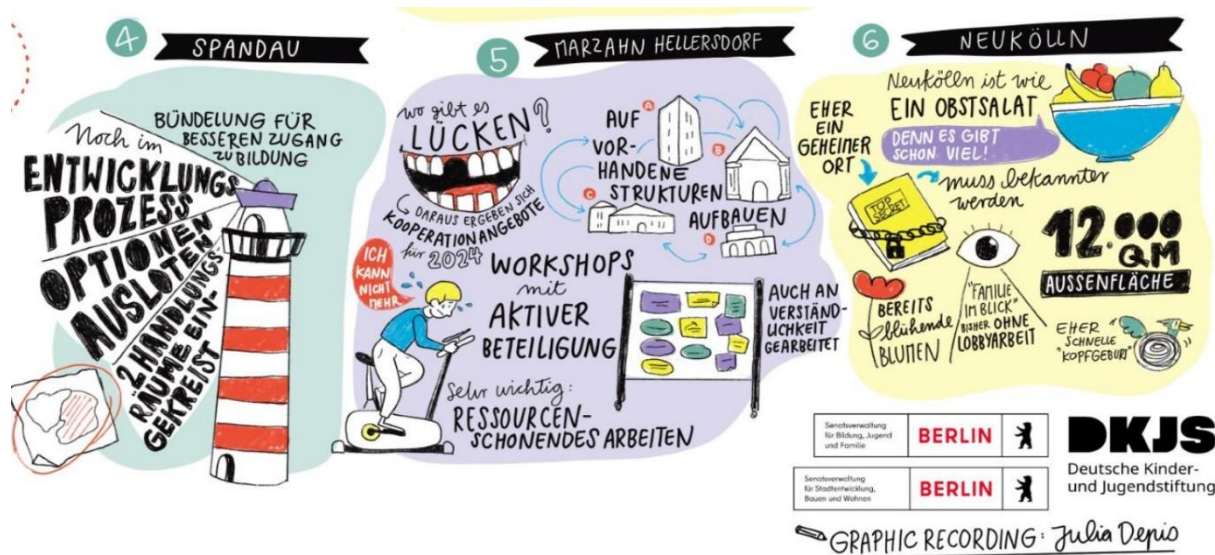 4 SPANDAU
Noch im
ENTWICKLUNGS
PROZESS
OPTIONEN
AUSLOTEN
2 HANDLUNGS
RÄUME EIN-
GEKREIST
BÜNDELUNG FÜR
BESSEREN ZUGANG
ZU BILDUNG
5 MARZAHN HELLERSDORF
wo gibt es
LÜCKEN?
DARAUS ERGEBEN SICH
KOOPERATIONANGEBOTE
für 2024
AUF
VOR-
HANDENE
STRUKTUREN
AUFBAUEN
A
B
C
D
ICH
KANN
NICHT
MEHR
WORKSHOPS
mit
AKTIVER
BETEILIGUNG
AUCH AN
VERSTÄND-
LICHKEIT
GEARBEITET
Sehr wichtig:
RESSOURCEN-
SCHONENDES ARBEITEN
6 NEUKÖLLN
Neukölln ist wie
EIN OBSTSALAT
DENN ES GIBT
SCHON VIEL!
EHER
EIN
GEHEIMER
ORT
TOP
SECRET
muss bekannter
werden
12.000
QM
AUSSENFLÄCHE
BEREITS
blühende
BLUMEN
"FAMILIE
IM BLICK"
BISHER OHNE
LOBBYARBEIT
EHER
SCHNELLE
"KOPFGEBURT"
Senatsverwaltung
für Bildung, Jugend
und Familie
BERLIN
Senatsverwaltung
für Stadtentwicklung,
Bauen und Wohnen
BERLIN
DKJS
Deutsche Kinder-
und Jugendstiftung
GRAPHIC RECORDING: Julia Depis